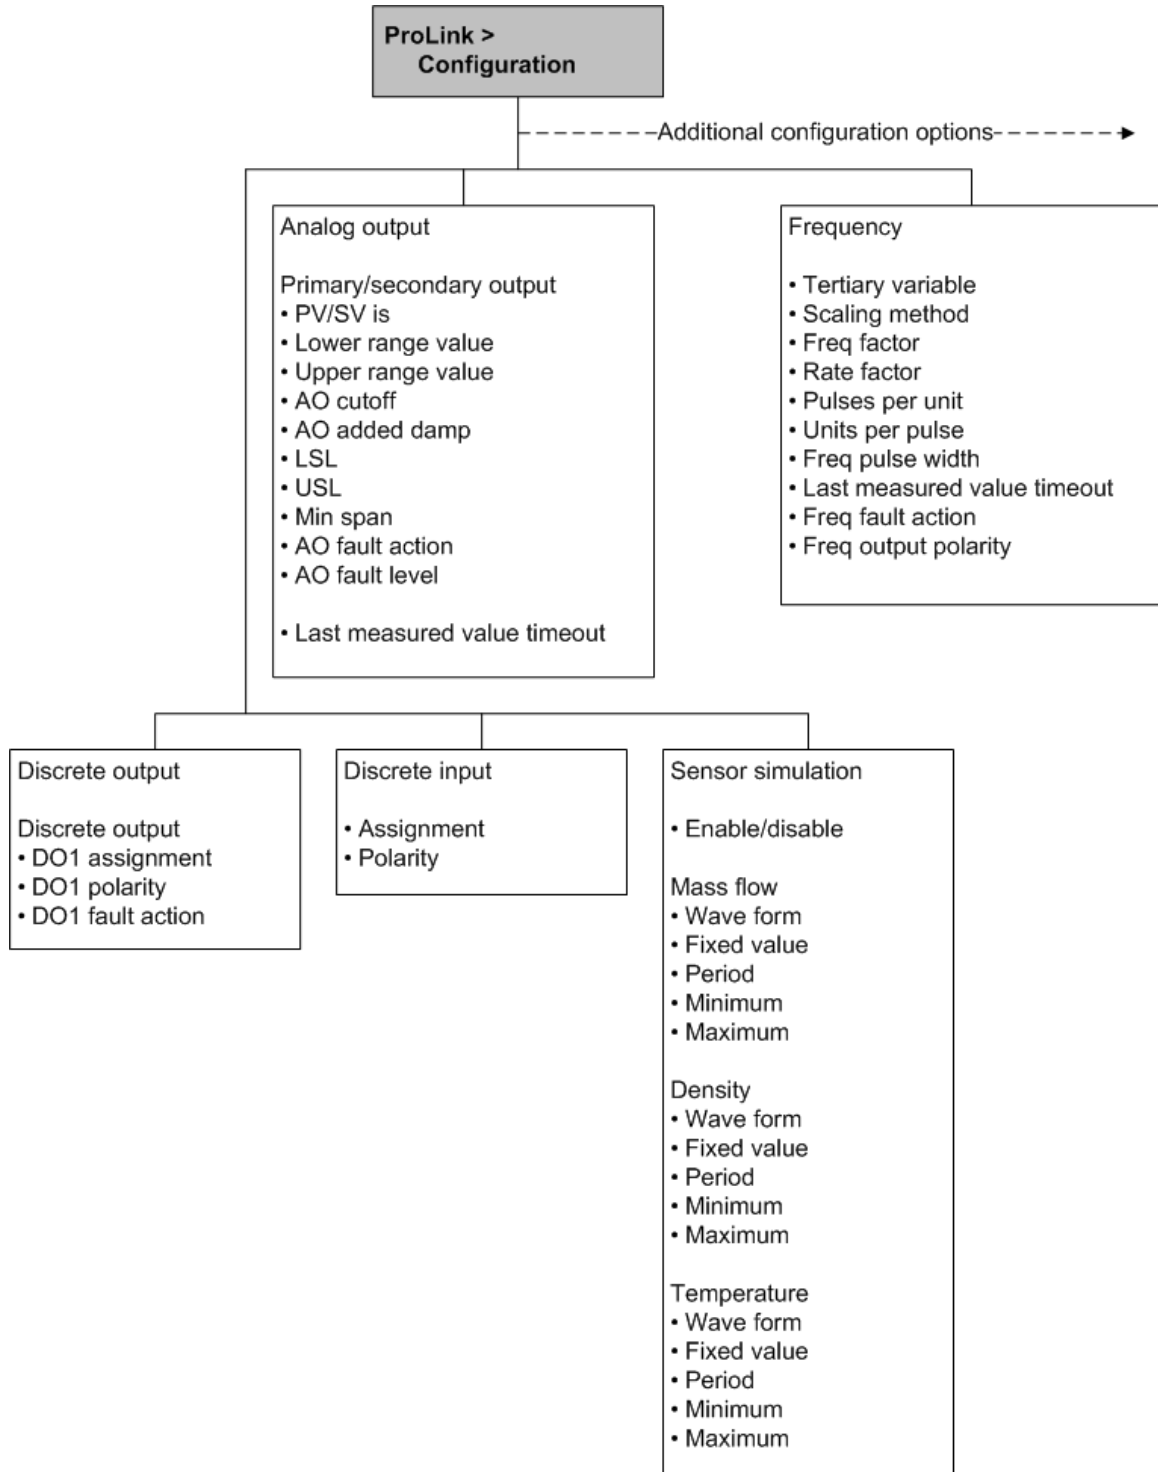 ProLink >
Configuration
Additional configuration options
Analog output
Primary/secondary output
• PV/SV is
• Lower range value
• Upper range value
• AO cutoff
• AO added damp
• LSL
• USL
• Min span
• AO fault action
• AO fault level
• Last measured value timeout
Frequency
• Tertiary variable
• Scaling method
• Freq factor
• Rate factor
• Pulses per unit
• Units per pulse
• Freq pulse width
• Last measured value timeout
• Freq fault action
• Freq output polarity
Discrete output
Discrete output
• DO1 assignment
• DO1 polarity
• DO1 fault action
Discrete input
• Assignment
• Polarity
Sensor simulation
• Enable/disable
Mass flow
• Wave form
• Fixed value
• Period
• Minimum
• Maximum
Density
• Wave form
• Fixed value
• Period
• Minimum
• Maximum
Temperature
• Wave form
• Fixed value
• Period
• Minimum
• Maximum